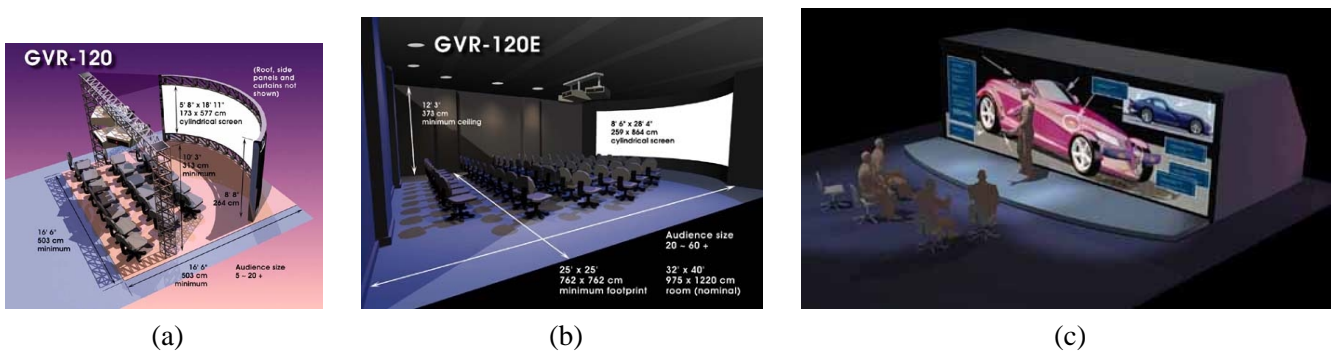 GVR-120
(Roof, side
panels and
curtains not
shown)
5' 8" x 18' 11"
173 x 577 cm
cylindrical screen
10' 3"
313 cm
minimum
8' 8"
264 cm
16' 6"
503 cm
minimum
16' 6"
503 cm
minimum
Audience size
5 ~ 20 +
(a)
GVR-120E
12' 3"
373 cm
minimum ceiling
8' 6" x 28' 4"
259 x 864 cm
cylindrical screen
Audience size
20 ~ 60 +
25' x 25'
762 x 762 cm
minimum footprint
32' x 40'
975 x 1220 cm
room (nominal)
(b)
(c)